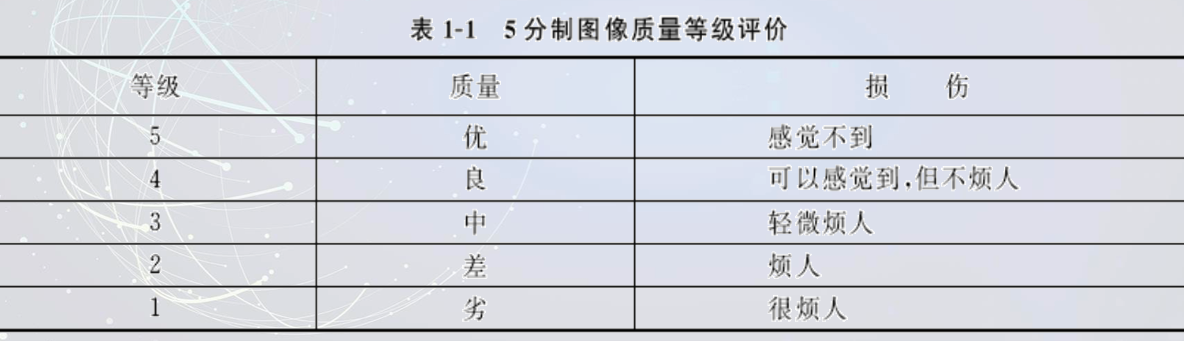 表 1-1 5 分制图像质量等级评价
等级 质量 损 伤
5 优 感觉不到
4 良 可以感觉到,但不烦人
3 中 轻微烦人
2 差 烦人
1 劣 很烦人